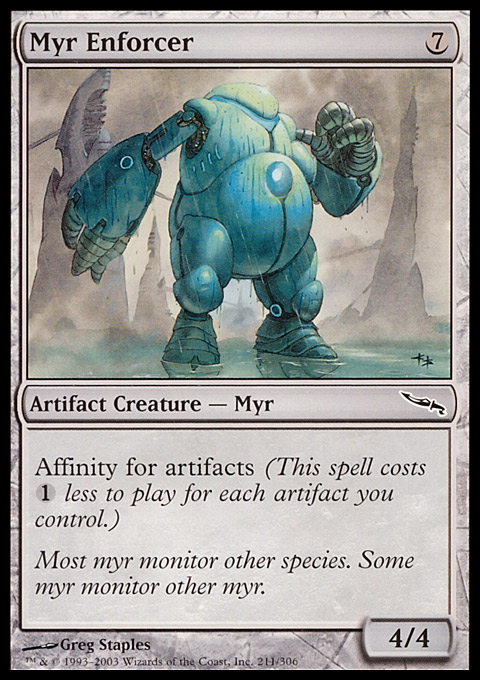 Myr Enforcer 7
Artifact Creature — Myr
Affinity for artifacts (This spell costs
1 less to play for each artifact you
control.)
Most myr monitor other species. Some
myr monitor other myr.
Greg Staples
4/4
™ & © 1993–2003 Wizards of the Coast, Inc. 211/306